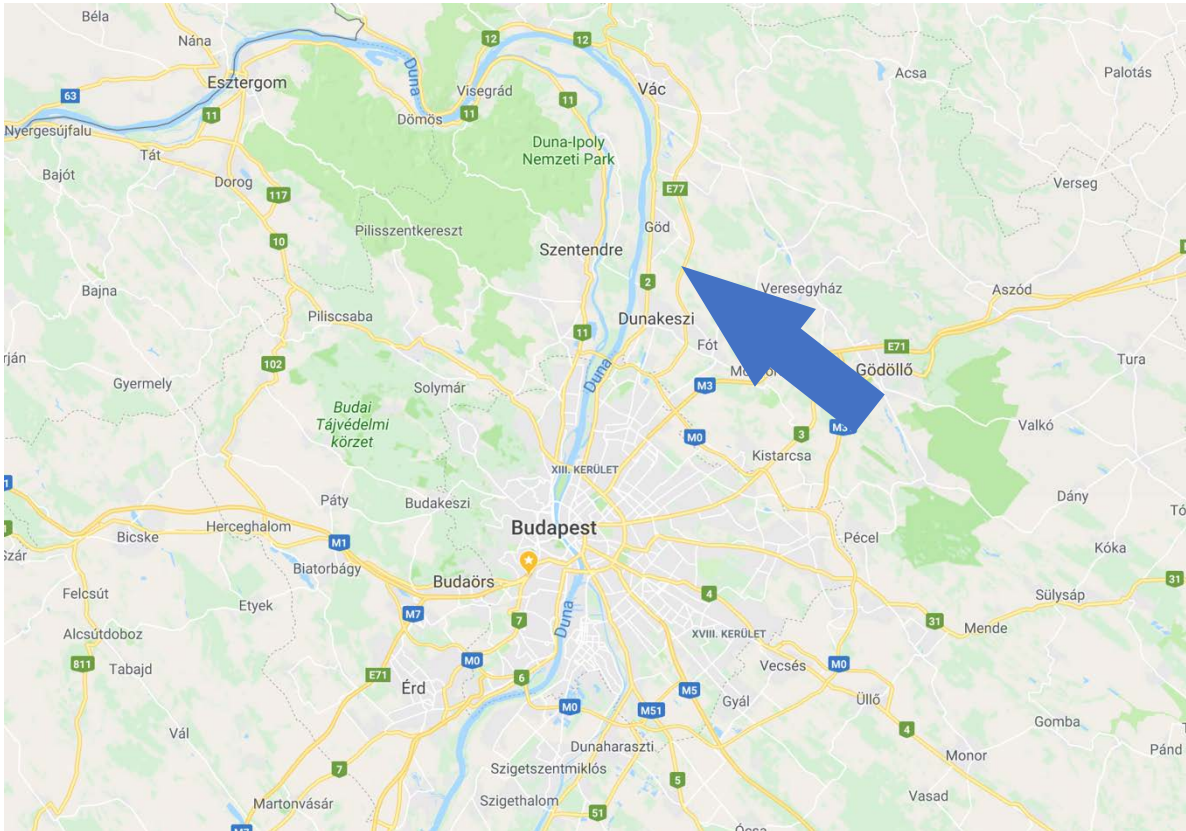 Béla
Nána
12
12
Esztergom
Duna
Visegrád
Vác
Acsa
Palotás
63
11
11
11
Dömös
Nyergesújfalu
Tát
Duna-Ipoly
Nemzeti Park
Bajót
Dorog
117
E77
Verseg
Pilisszentkereszt
Göd
10
Szentendre
2
Veresegyház
Aszód
Bajna
Piliscsaba
Dunakeszi
11
Fót
E71
rján
102
Duna
Gödöllő
Tura
Gyermely
Solymár
M3
Budai
Tájvédelmi
körzet
M0
3
M3
Valkó
Kistarcsa
XIII. KERÜLET
Páty
Budakeszi
Dány
Herceghalom
Budapest
Bicske
M1
Pécel
Kóka
Szár
Biatorbágy
Budaörs
31
Felcsút
Etyek
M7
Duna
7
4
Sülysáp
Alcsútdoboz
31
Mende
XVIII. KERÜLET
811
Tabajd
M0
E71
Érd
6
Vecsés
M0
M5
M0
M51
Gyál
Üllő
Vál
4
Gomba
Dunaharaszti
Monor
Pánd
7
Szigetszentmiklós
5
Martonvásár
Szigethalom
51
Vasad
M7
Ócsa